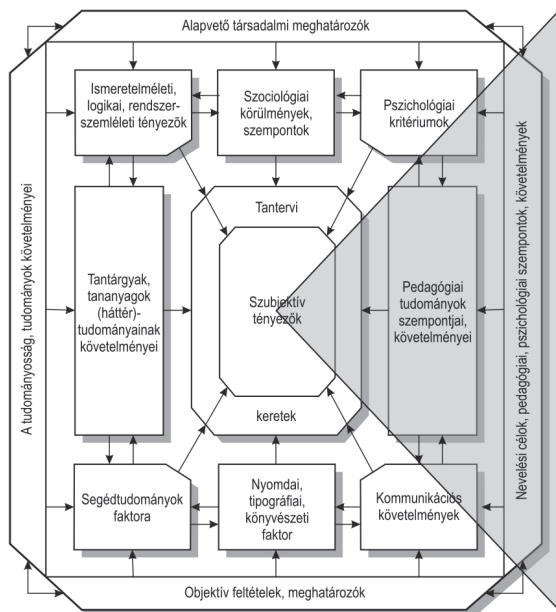 Alapvető társadalmi meghatározók
A tudományosság, tudományok követelményei
Ismeretelméleti,
logikai, rendszer-
szemléleti tényezők
Szociológiai
körülmények,
szempontok
Pszichológiai
kritériumok
Nevelési célok, pedagógiai, pszichológiai szempontok, követelmények
Tantárgyak,
tananyagok
(háttér)-
tudományainak
követelményei
Tantervi
Szubjektív
tényezők
keretek
Pedagógiai
tudományok
szempontjai,
követelményei
Segédtudományok
faktora
Nyomdai,
tipográfiai,
könyvészeti
faktor
Kommunikációs
követelmények
Objektív feltételek, meghatározók